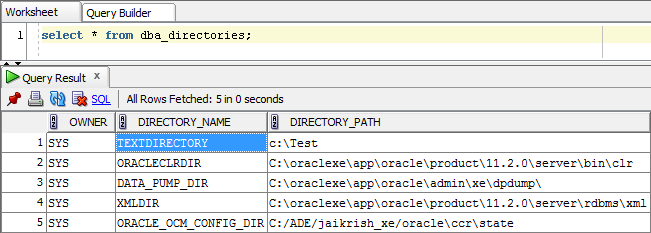 Worksheet Query Builder
1 select * from dba_directories;
Query Result x
SQL All Rows Fetched: 5 in 0 seconds
OWNER DIRECTORY_NAME DIRECTORY_PATH
1 SYS TEXTDIRECTORY c:\Test
2 SYS ORACLECLRDIR C:\oraclexe\app\oracle\product\11.2.0\server\bin\clr
3 SYS DATA_PUMP_DIR C:\oraclexe\app\oracle\admin\xe\dpdump\
4 SYS XMLDIR C:\oraclexe\app\oracle\product\11.2.0\server\rdbms\xml
5 SYS ORACLE_OCM_CONFIG_DIR C:/ADE/jaikrish_xe/oracle\ccr\state